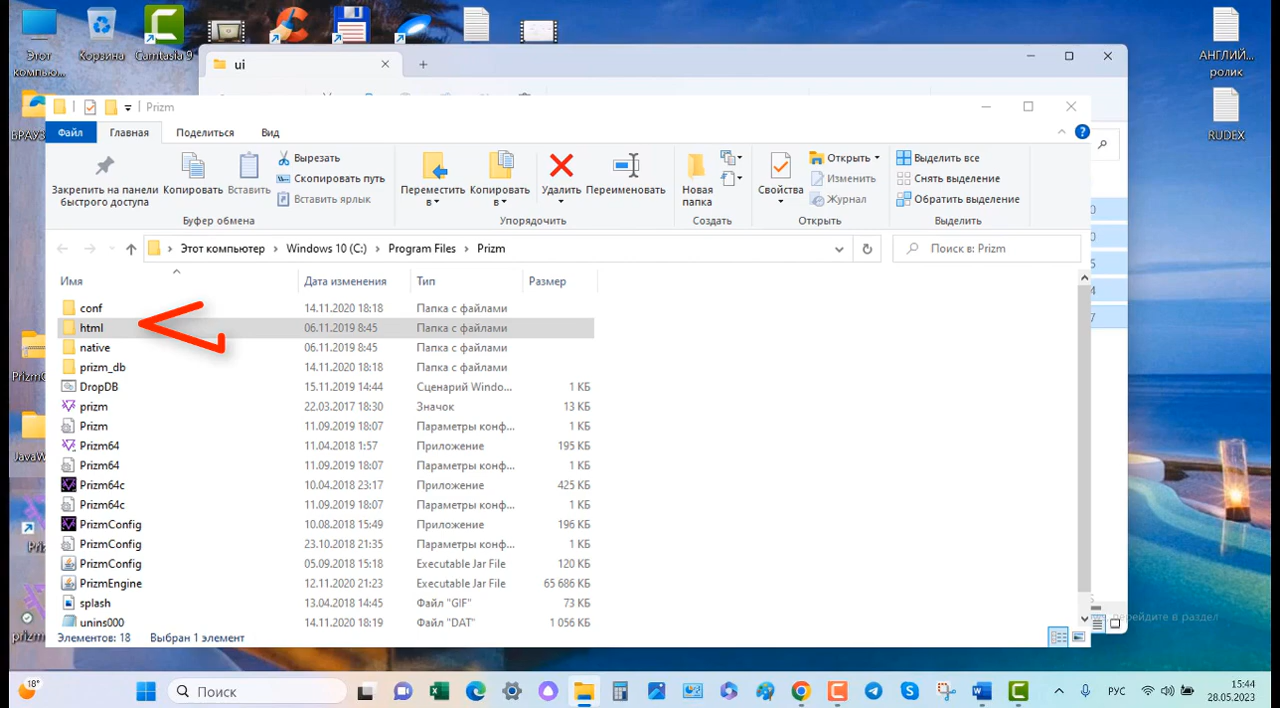 Этот
компью...
Корзина
Camtasia 9
АНГЛИЙ...
ролик
RUDEX
ui
Prizm
Файл
Главная
Поделиться
Вид
Закрепить на панели
быстрого доступа
Копировать
Вставить
Вырезать
Скопировать путь
Вставить ярлык
Переместить
в
Копировать
в
Удалить
Переименовать
Новая
папка
Свойства
Открыть
Изменить
Журнал
Выделить все
Снять выделение
Обратить выделение
Буфер обмена
Упорядочить
Создать
Открыть
Выделить
Этот компьютер › Windows 10 (C:) › Program Files › Prizm
Поиск в: Prizm
Имя Дата изменения Тип Размер
conf 14.11.2020 18:18 Папка с файлами
html 06.11.2019 8:45 Папка с файлами
native 06.11.2019 8:45 Папка с файлами
prizm_db 14.11.2020 18:18 Папка с файлами
DropDB 15.11.2019 14:44 Сценарий Windo... 1 КБ
prizm 22.03.2017 18:30 Значок 13 КБ
Prizm 11.09.2019 18:07 Параметры конф... 1 КБ
Prizm64 11.04.2018 1:57 Приложение 195 КБ
Prizm64 11.09.2019 18:07 Параметры конф... 1 КБ
Prizm64c 10.04.2018 23:17 Приложение 425 КБ
Prizm64c 11.09.2019 18:07 Параметры конф... 1 КБ
PrizmConfig 10.08.2018 15:49 Приложение 196 КБ
PrizmConfig 23.10.2018 21:35 Параметры конф... 1 КБ
PrizmConfig 05.09.2018 15:18 Executable Jar File 120 КБ
PrizmEngine 12.11.2020 21:23 Executable Jar File 65 686 КБ
splash 13.04.2018 14:45 Файл "GIF" 73 КБ
unins000 14.11.2020 18:19 Файл "DAT" 1 056 КБ
Элементов: 18 Выбран 1 элемент
перейдите в раздел
18°
Поиск
РУС
15:44
28.05.2023